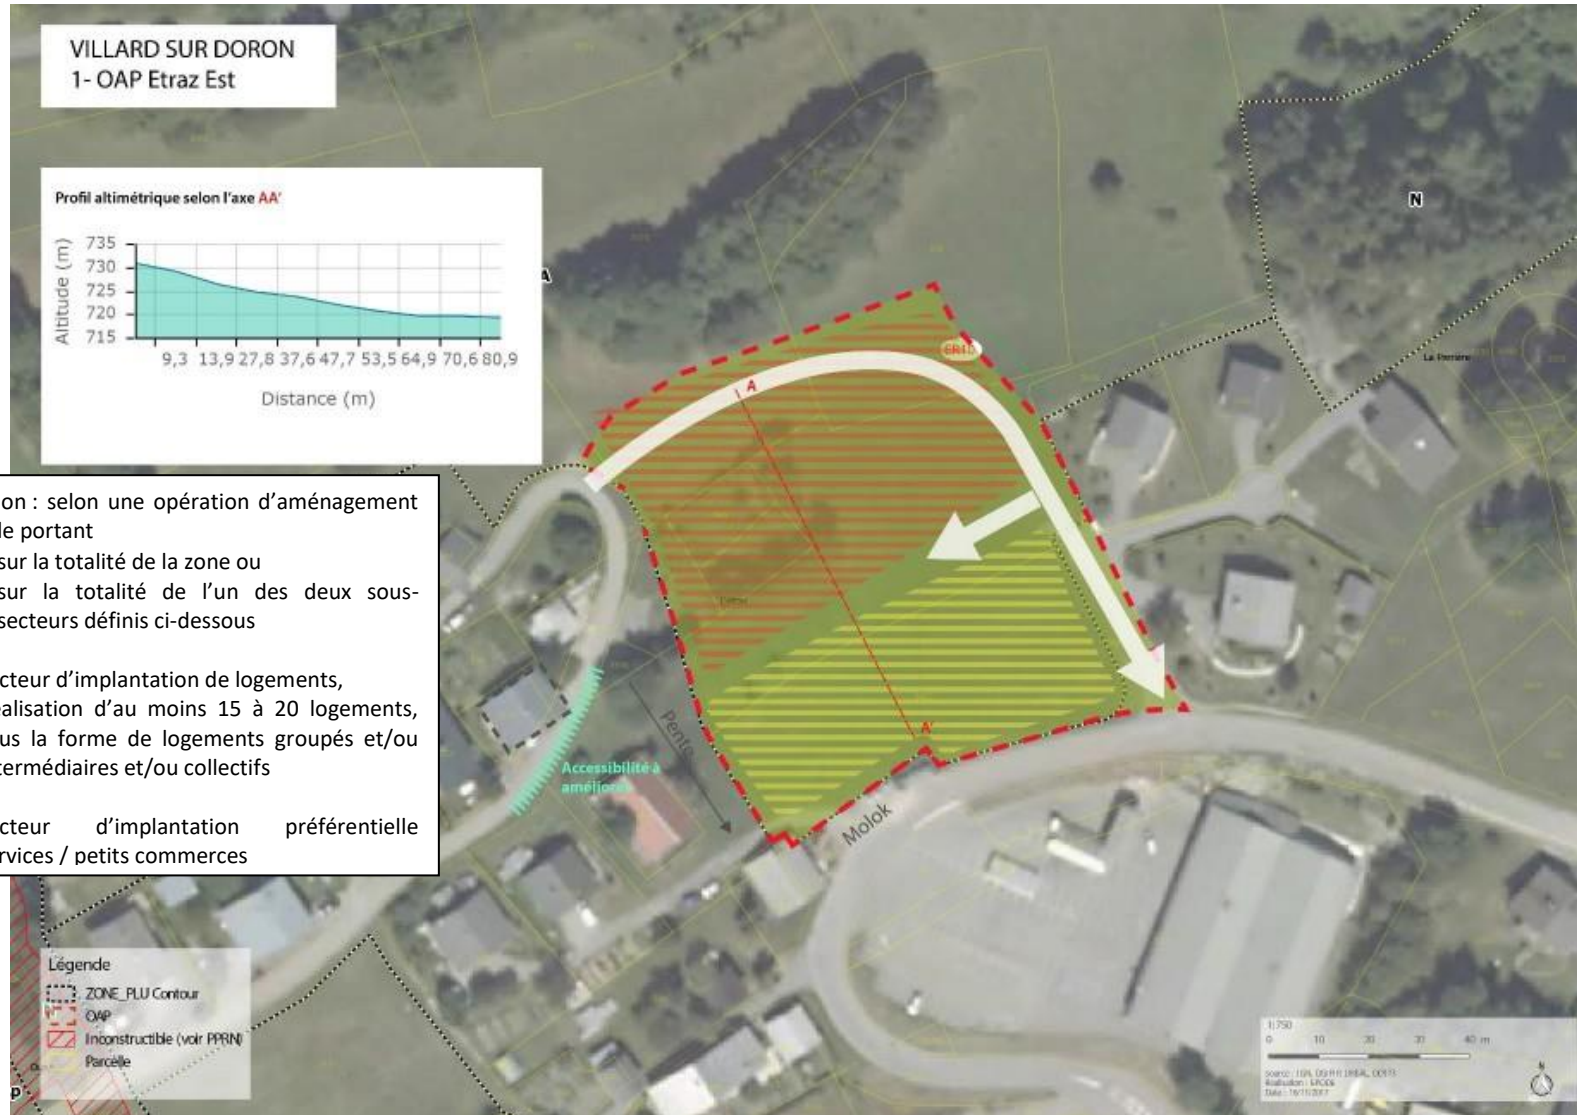 VILLARD SUR DORON
1- OAP Etraz Est
Profil altimétrique selon l'axe AA'
Altitude (m)
735
730
725
720
715
9,3 13,9 27,8 37,6 47,7 53,5 64,9 70,6 80,9
Distance (m)
A
N
La Perrière
A
on : selon une opération d’aménagement
le portant
sur la totalité de la zone ou
sur la totalité de l’un des deux sous-
secteurs définis ci-dessous
cteur d’implantation de logements,
éalisation d’au moins 15 à 20 logements,
us la forme de logements groupés et/ou
termédiaires et/ou collectifs
cteur d’implantation préférentielle
rvices / petits commerces
Pente
Accessibilité à
améliorer
A'
Molok
Légende
ZONE_PLU Contour
OAP
Inconstructible (voir PPRN)
Parcelle
p
1:750
0 10 20 30 40 m
Date : 16/11/2017
N